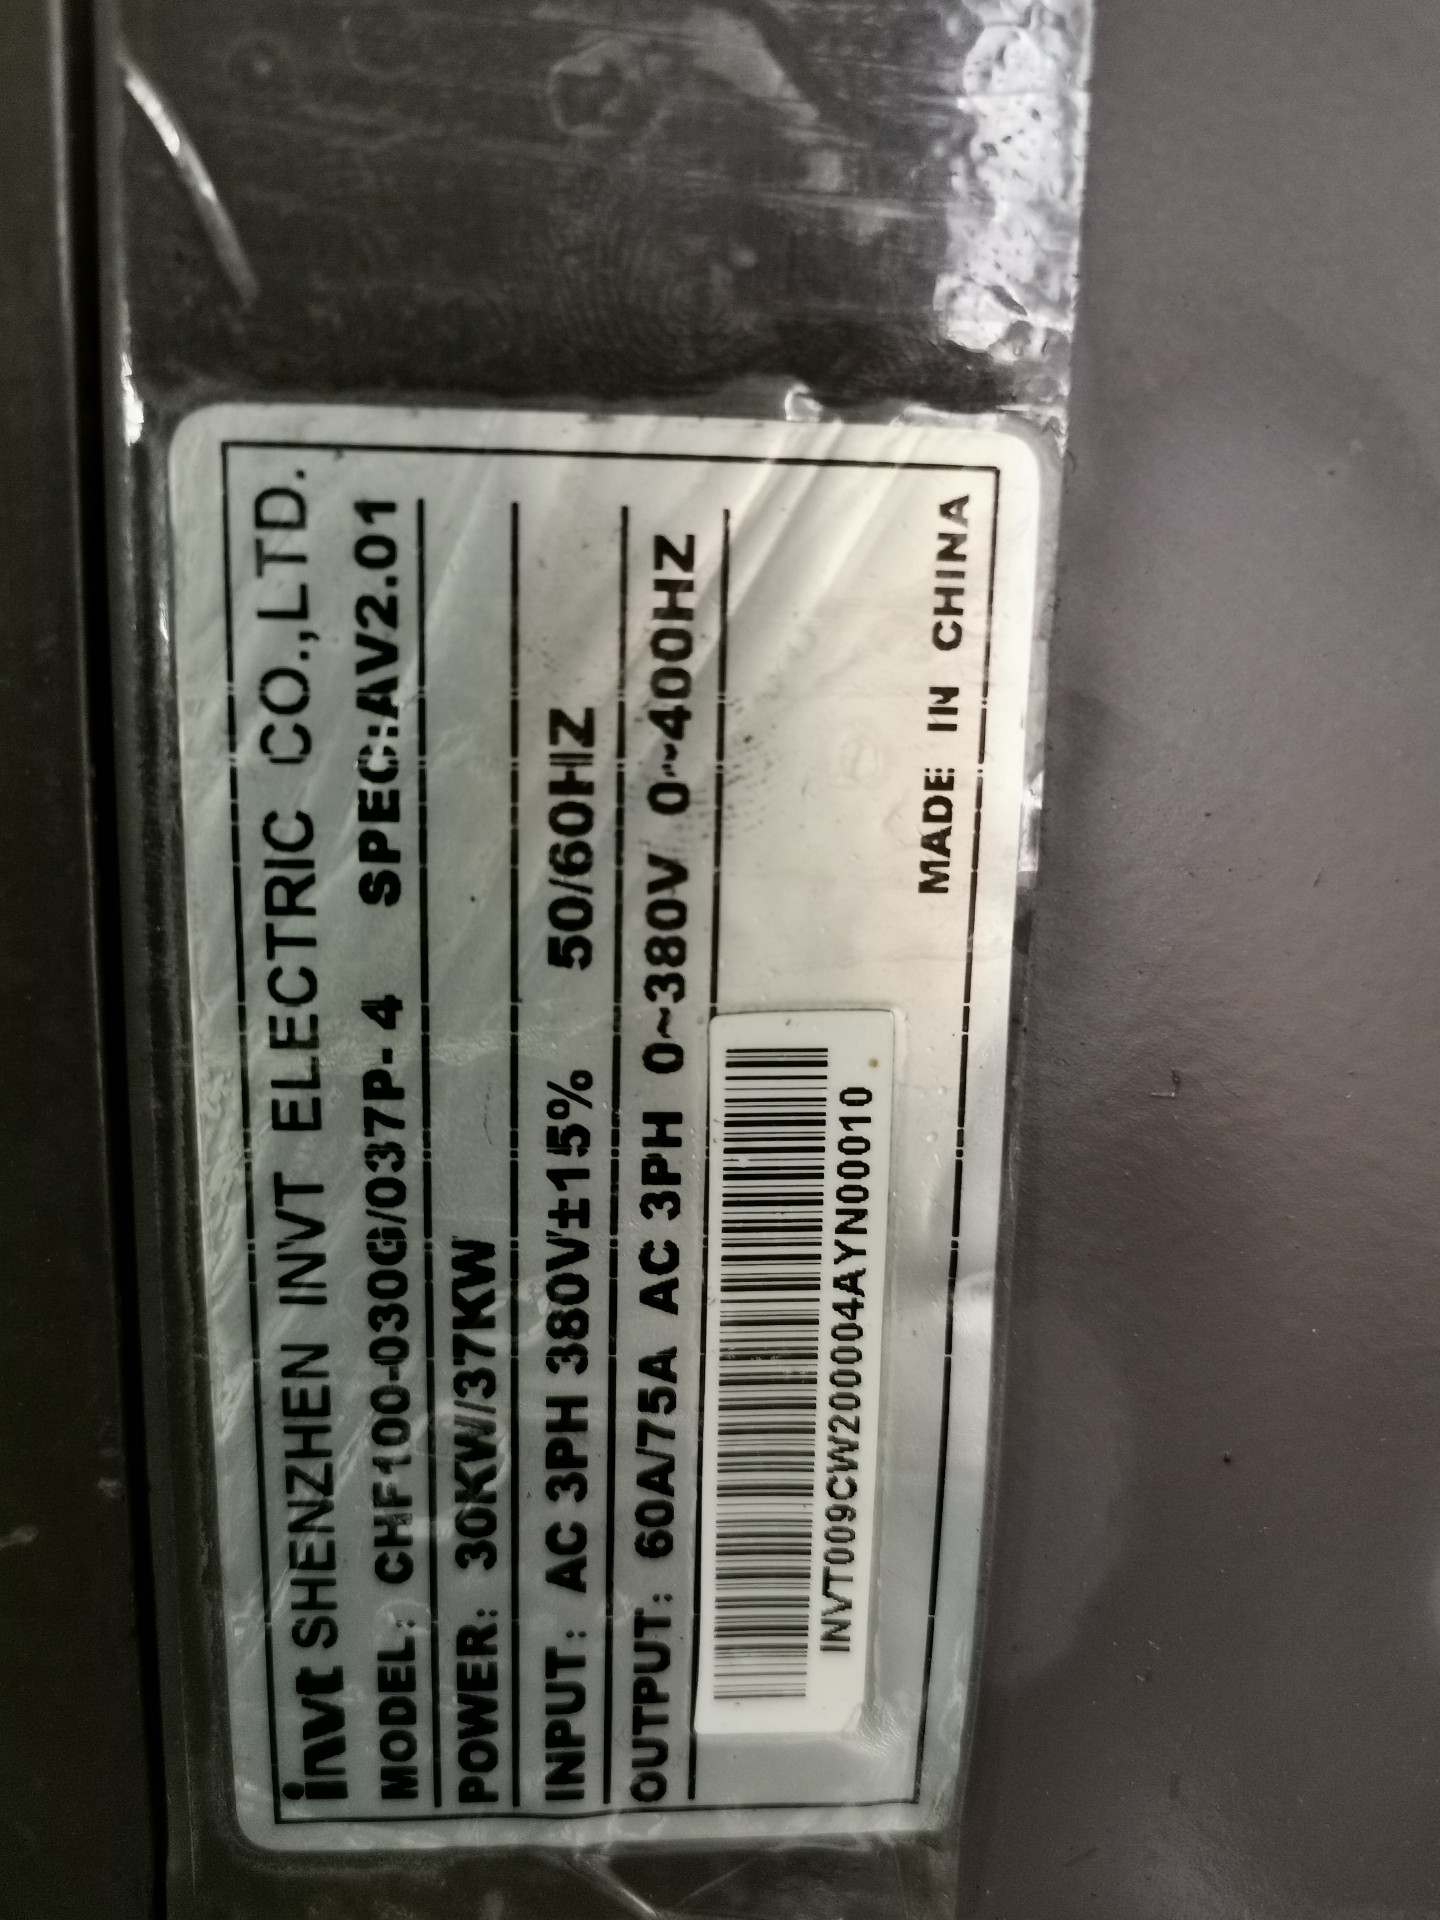 invt SHENZHEN INVT ELECTRIC CO.,LTD.
MODEL: CHF100-030G/037P-4 SPEC:AV2.01
POWER: 30KW/37KW
INPUT: AC 3PH 380V±15% 50/60HZ
OUTPUT: 60A/75A AC 3PH 0~380V 0~400HZ
INVT009CW200004AYN00010
MADE IN CHINA